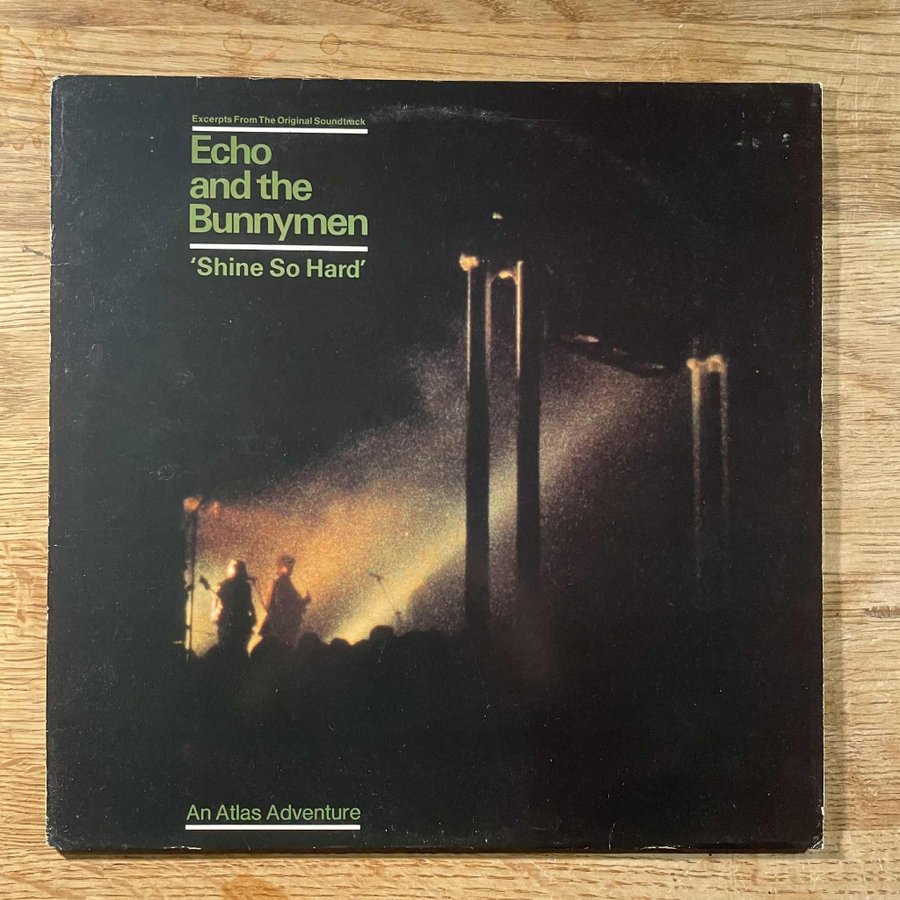 Excerpts From The Original Soundtrack
Echo
and the
Bunnymen
‘Shine So Hard’
An Atlas Adventure